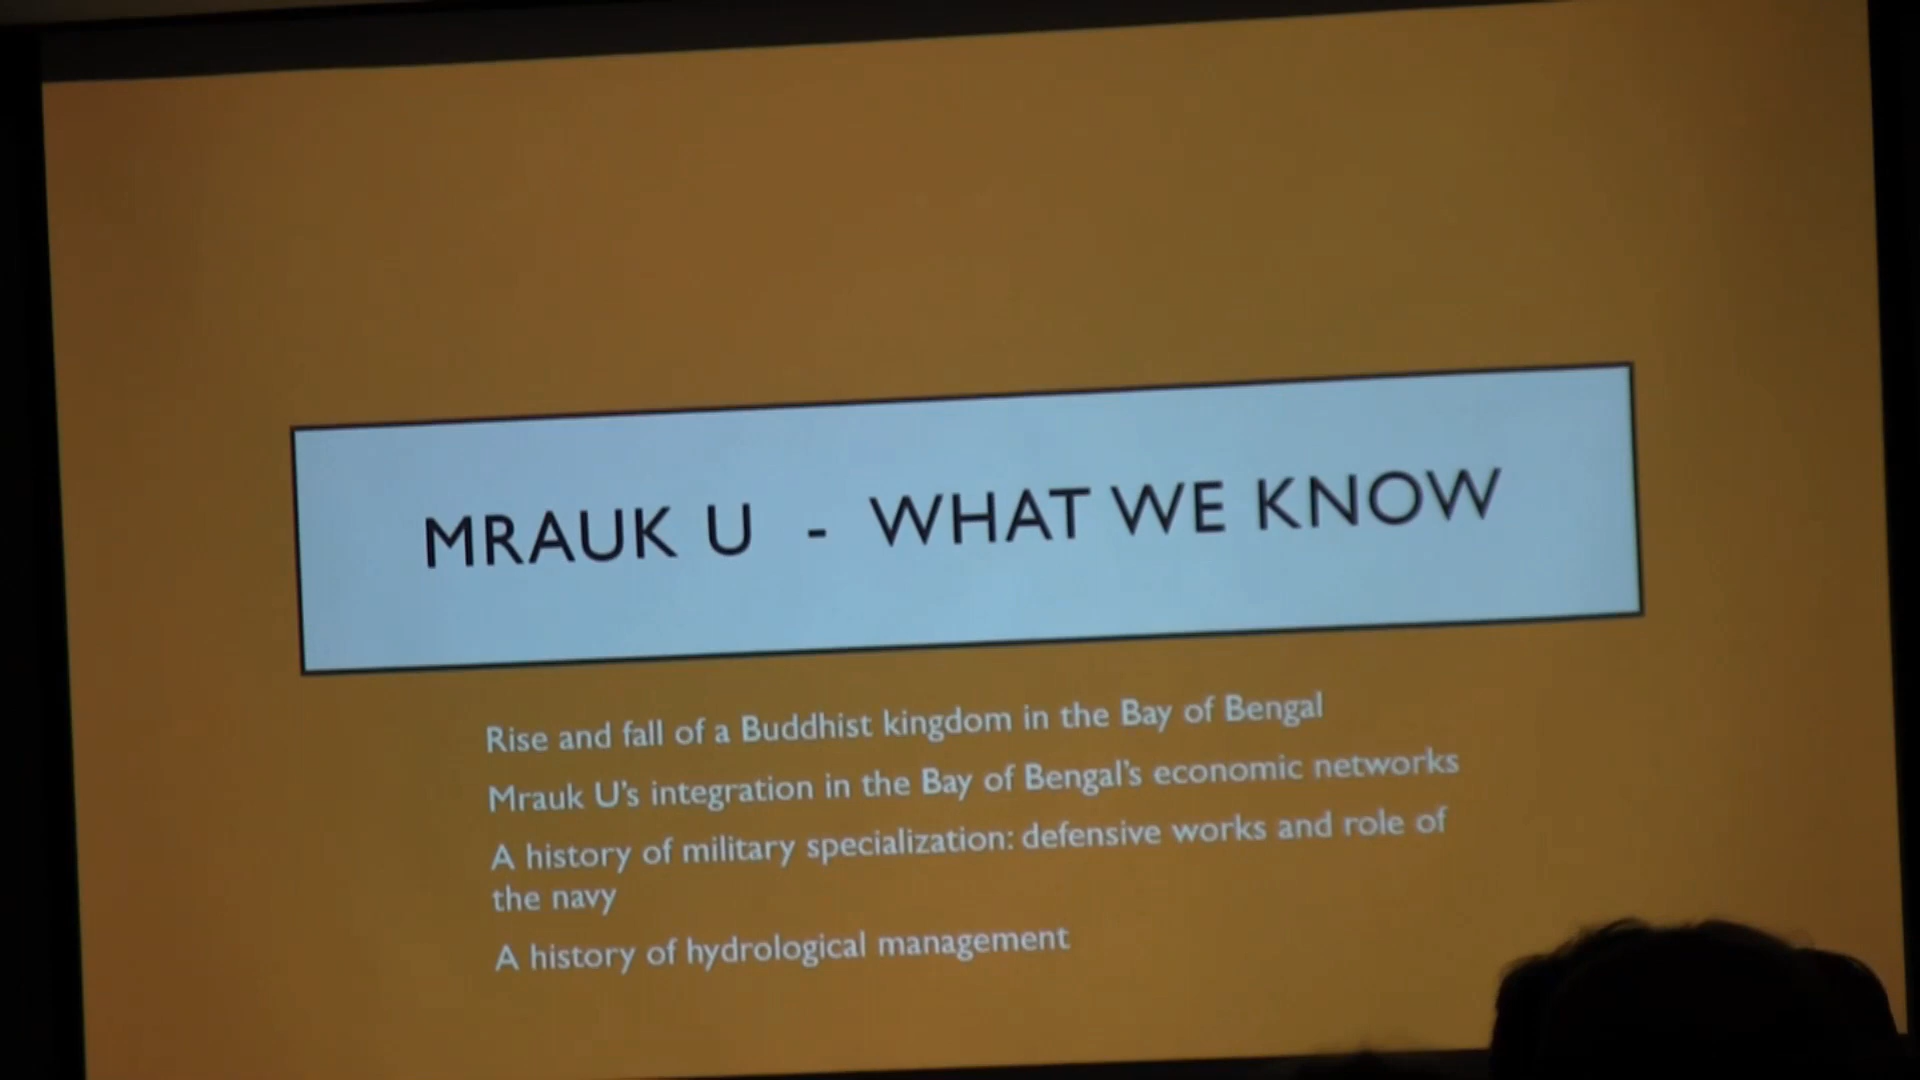 MRAUK U - WHAT WE KNOW
Rise and fall of a Buddhist kingdom in the Bay of Bengal
Mrauk U's integration in the Bay of Bengal's economic networks
A history of military specialization: defensive works and role of
the navy
A history of hydrological management